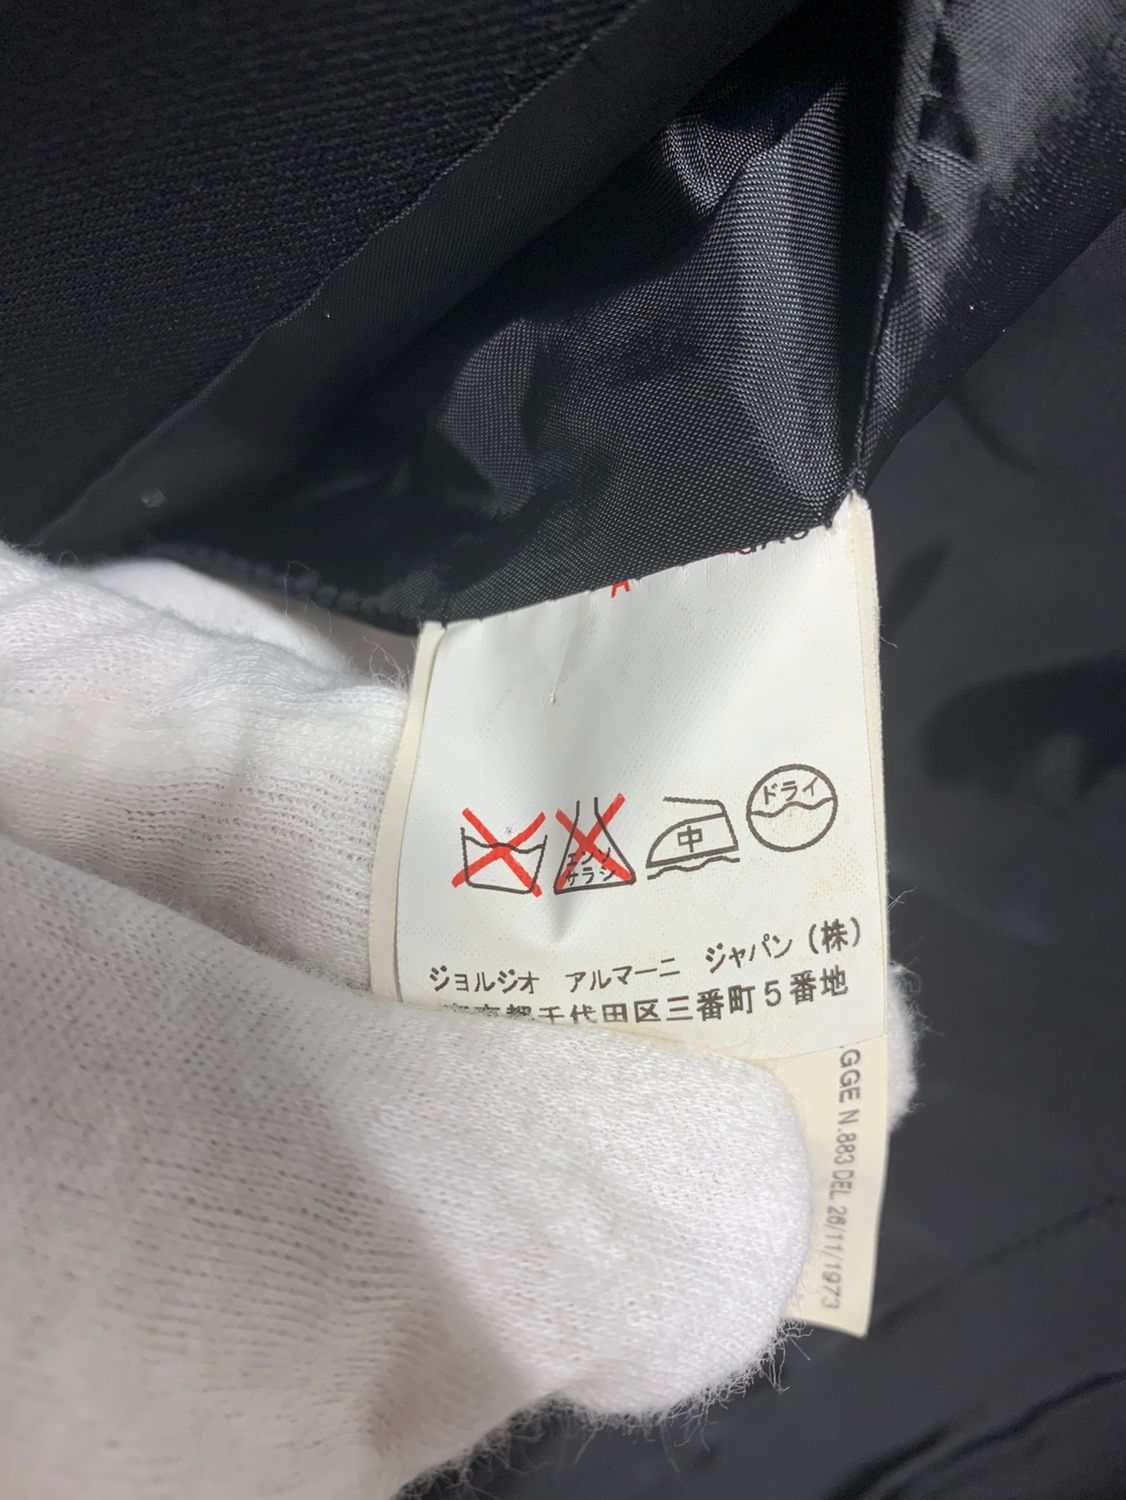 エンソ
サラシ
中
ドライ
ジョルジオ アルマーニ ジャパン(株)
千代田区三番町5番地
GGE N.883 DEL 26/11/1973